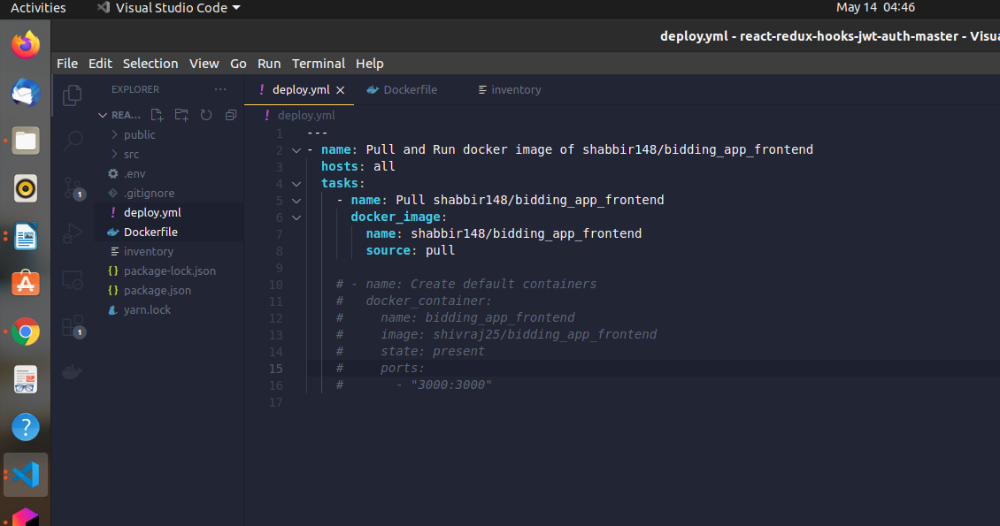 Activities
Visual Studio Code
May 14 04:46
deploy.yml - react-redux-hooks-jwt-auth-master - Visu
File Edit Selection View Go Run Terminal Help
EXPLORER
REA...
public
src
.env
.gitignore
deploy.yml
Dockerfile
inventory
package-lock.json
package.json
yarn.lock
1
1
deploy.yml
Dockerfile
inventory
deploy.yml
1 ---
2 - name: Pull and Run docker image of shabbir148/bidding_app_frontend
3 hosts: all
4 tasks:
5 - name: Pull shabbir148/bidding_app_frontend
6 docker_image:
7 name: shabbir148/bidding_app_frontend
8 source: pull
9
10 # - name: Create default containers
11 # docker_container:
12 # name: bidding_app_frontend
13 # image: shivraj25/bidding_app_frontend
14 # state: present
15 # ports:
16 # - "3000:3000"
17